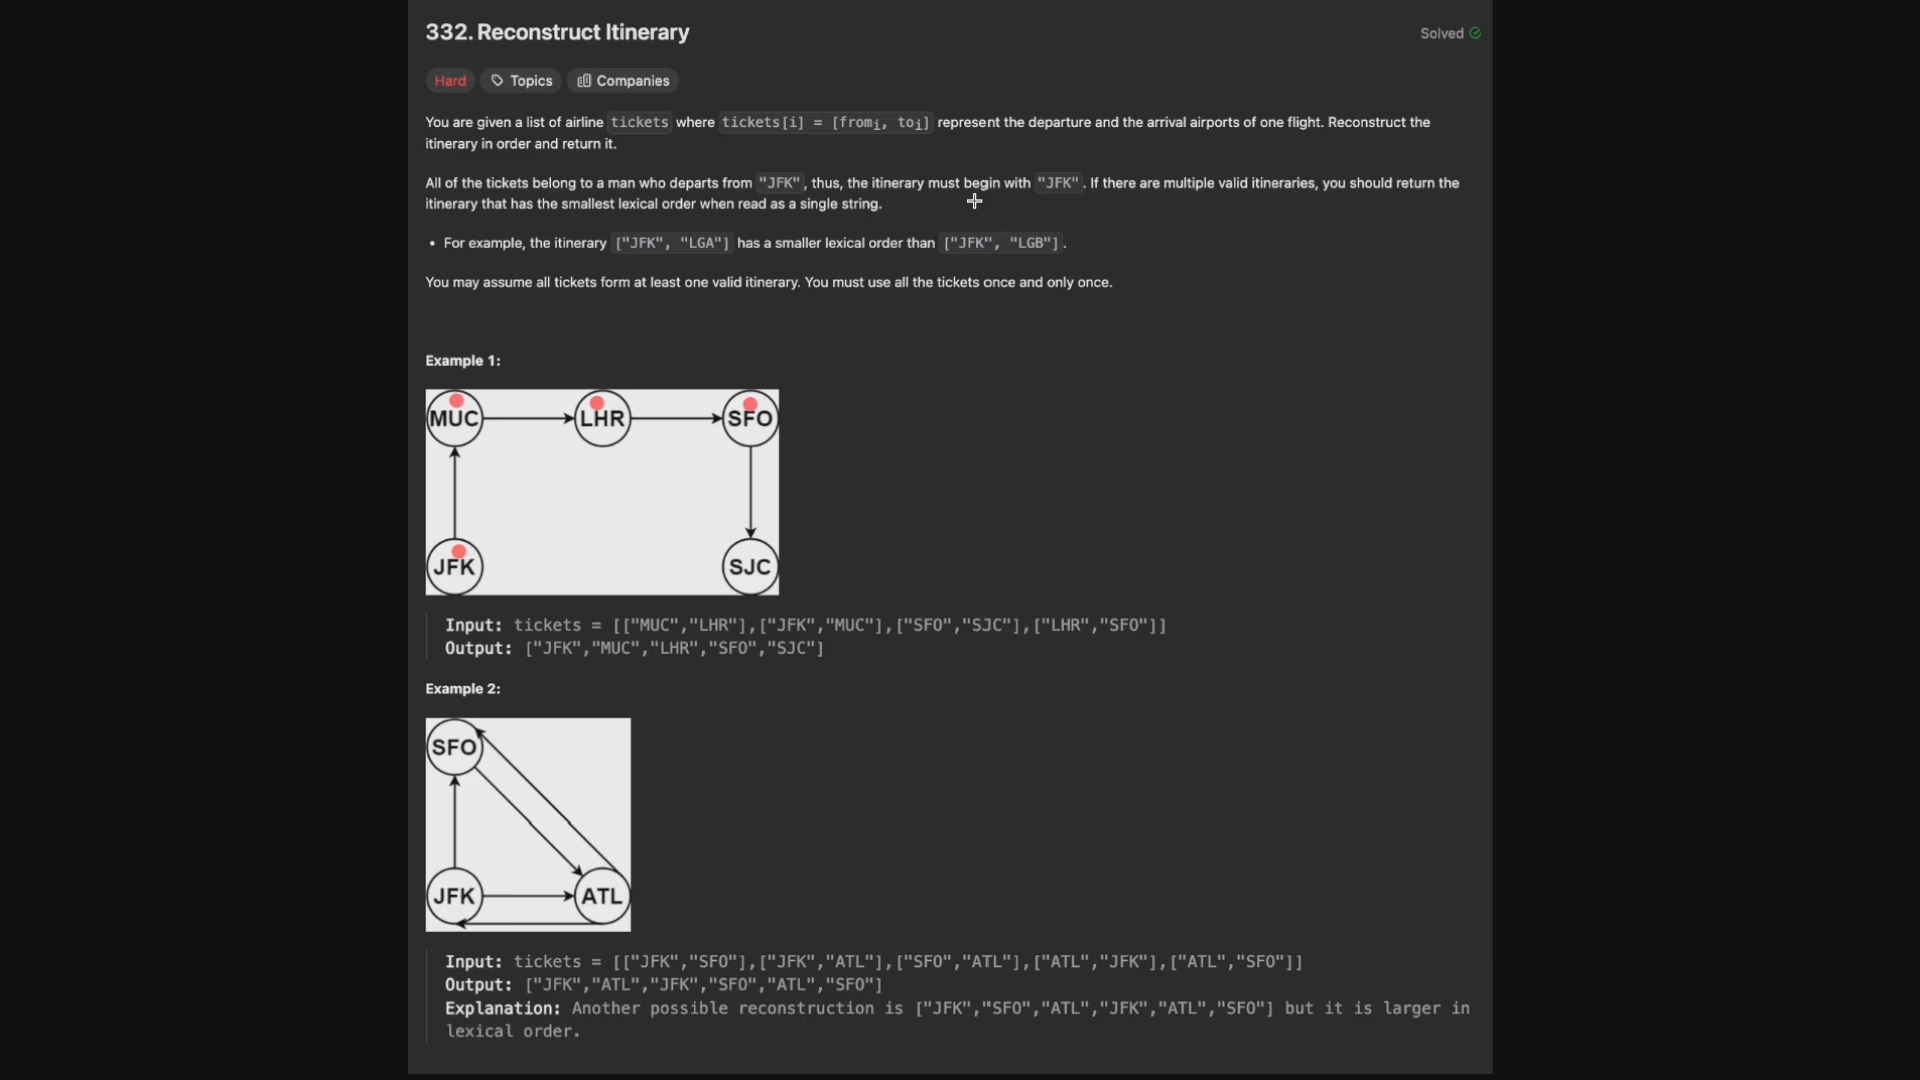 332. Reconstruct Itinerary
Solved
Hard Topics Companies
You are given a list of airline tickets where tickets[i] = [fromi, toi] represent the departure and the arrival airports of one flight. Reconstruct the
itinerary in order and return it.
All of the tickets belong to a man who departs from "JFK", thus, the itinerary must begin with "JFK". If there are multiple valid itineraries, you should return the
itinerary that has the smallest lexical order when read as a single string.
• For example, the itinerary ["JFK", "LGA"] has a smaller lexical order than ["JFK", "LGB"].
You may assume all tickets form at least one valid itinerary. You must use all the tickets once and only once.
Example 1:
MUC LHR SFO
JFK SJC
Input: tickets = [["MUC","LHR"],["JFK","MUC"],["SFO","SJC"],["LHR","SFO"]]
Output: ["JFK","MUC","LHR","SFO","SJC"]
Example 2:
SFO
JFK ATL
Input: tickets = [["JFK","SFO"],["JFK","ATL"],["SFO","ATL"],["ATL","JFK"],["ATL","SFO"]]
Output: ["JFK","ATL","JFK","SFO","ATL","SFO"]
Explanation: Another possible reconstruction is ["JFK","SFO","ATL","JFK","ATL","SFO"] but it is larger in
lexical order.